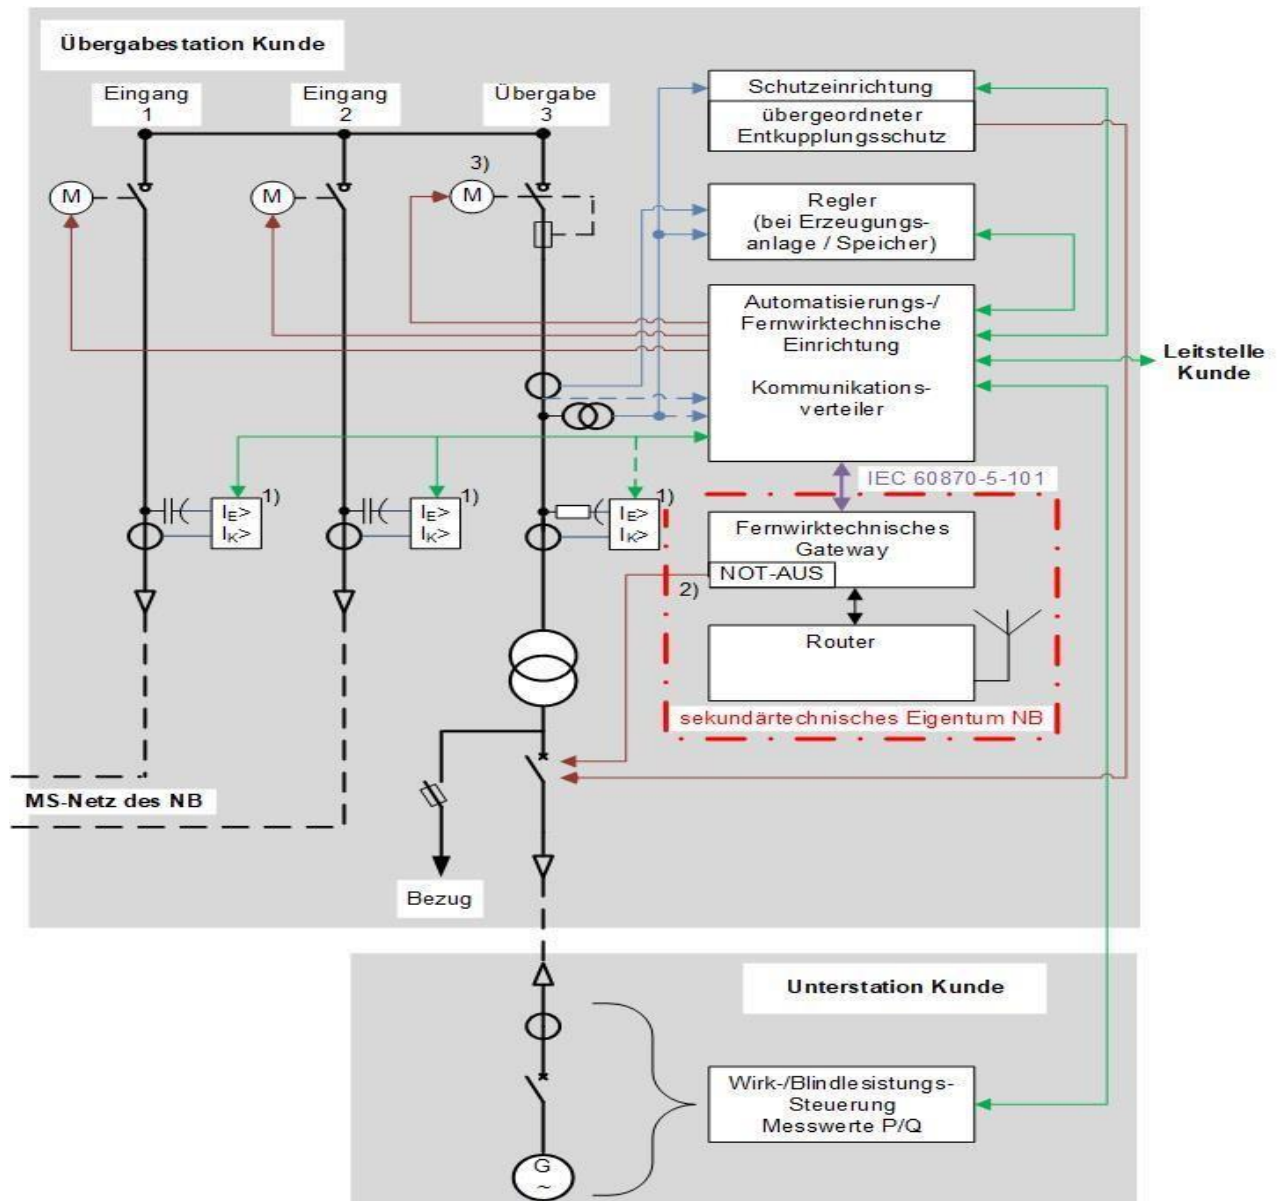 Übergabestation Kunde
Eingang
1
Eingang
2
Übergabe
3
Schutzeinrichtung
übergeordneter
Entkupplungsschutz
3)
M
M
M
Regler
(bei Erzeugungs-
anlage / Speicher)
Automatisierungs-/
Fernwirktechnische
Einrichtung
Kommunikations-
verteiler
Leitstelle
Kunde
IEC 60870-5-101
1)
IE>
IK>
1)
IE>
IK>
1)
IE>
IK>
Fernwirktechnisches
Gateway
NOT-AUS
2)
Router
sekundärtechnisches Eigentum NB
MS-Netz des NB
Bezug
Unterstation Kunde
Wirk-/Blindlesistungs-
Steuerung
Messwerte P/Q
G
~